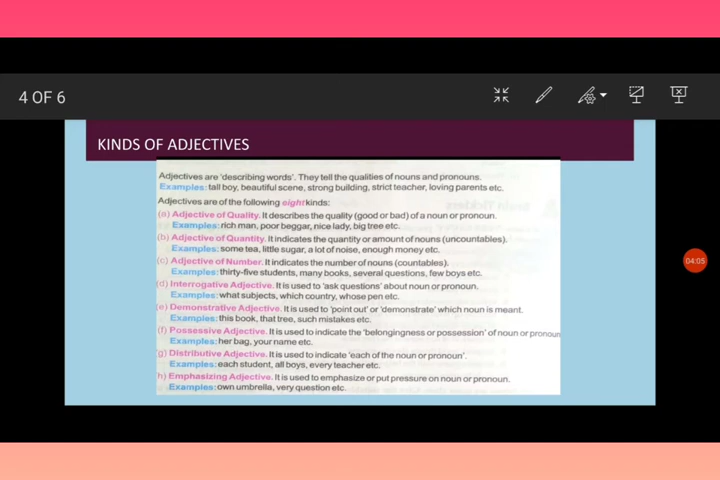 4 OF 6
KINDS OF ADJECTIVES
Adjectives are 'describing words'. They tell the qualities of nouns and pronouns.
Examples: tall boy, beautiful scene, strong building, strict teacher, loving parents etc.
Adjectives are of the following eight kinds:
(a) Adjective of Quality. It describes the quality (good or bad) of a noun or pronoun.
Examples: rich man, poor beggar, nice lady, big tree etc.
(b) Adjective of Quantity. It indicates the quantity or amount of nouns (uncountables).
Examples: some tea, little sugar, a lot of noise, enough money etc.
(c) Adjective of Number. It indicates the number of nouns (countables).
Examples: thirty-five students, many books, several questions, few boys etc.
(d) Interrogative Adjective. It is used to 'ask questions' about noun or pronoun.
Examples: what subjects, which country, whose pen etc.
(e) Demonstrative Adjective. It is used to 'point out' or 'demonstrate' which noun is meant.
Examples: this book, that tree, such mistakes etc.
(f) Possessive Adjective. It is used to indicate the 'belongingness or possession' of noun or pronoun
Examples: her bag, your name etc.
(g) Distributive Adjective. It is used to indicate 'each of the noun or pronoun'.
Examples: each student, all boys, every teacher etc.
(h) Emphasizing Adjective. It is used to emphasize or put pressure on noun or pronoun.
Examples: own umbrella, very question etc.
04:05